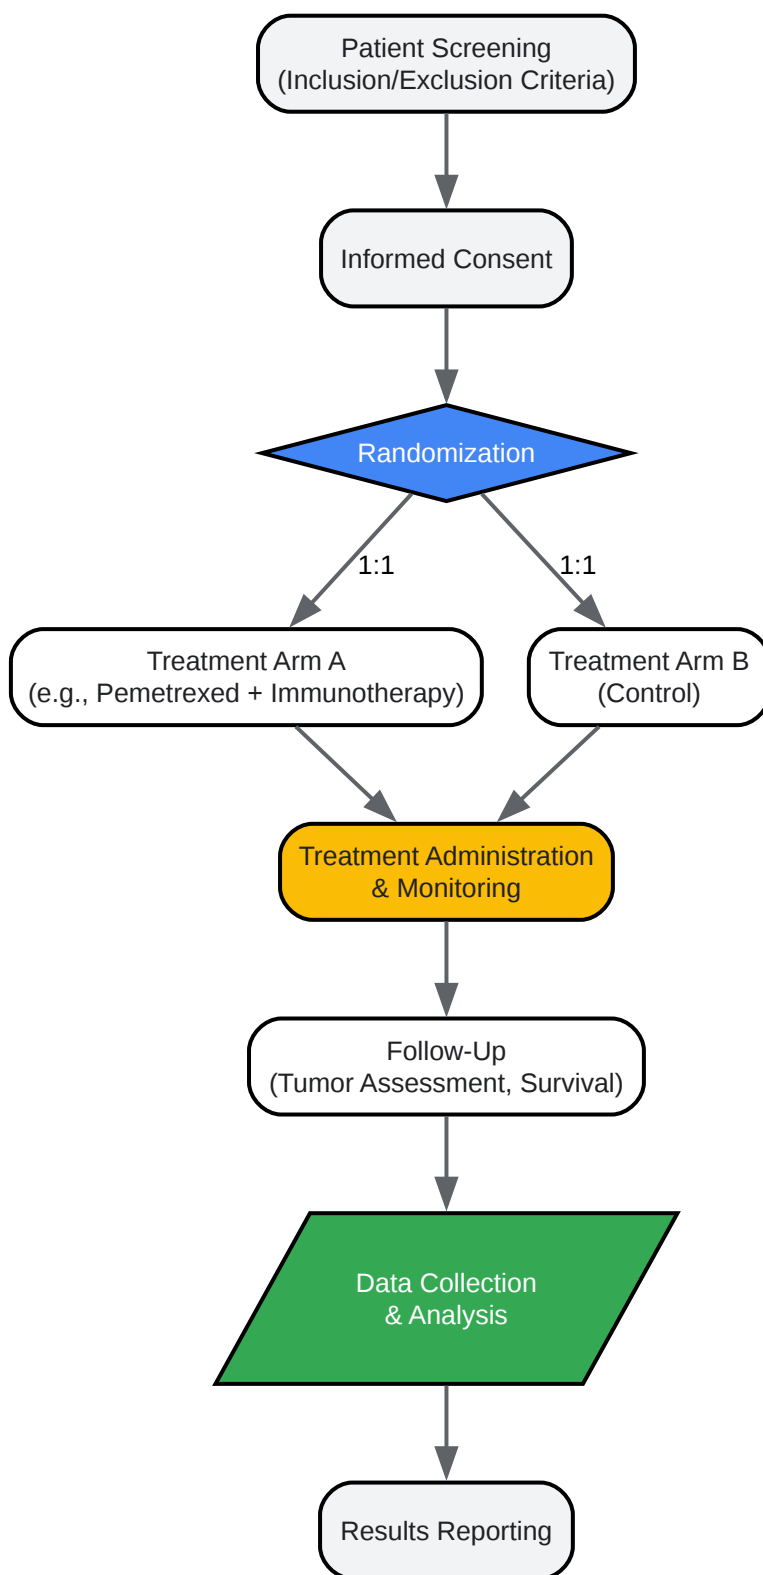 Patient Screening
(Inclusion/Exclusion Criteria)
Informed Consent
Randomization
1:1
1:1
Treatment Arm A
(e.g., Pemetrexed + Immunotherapy)
Treatment Arm B
(Control)
Treatment Administration
& Monitoring
Follow-Up
(Tumor Assessment, Survival)
Data Collection
& Analysis
Results Reporting